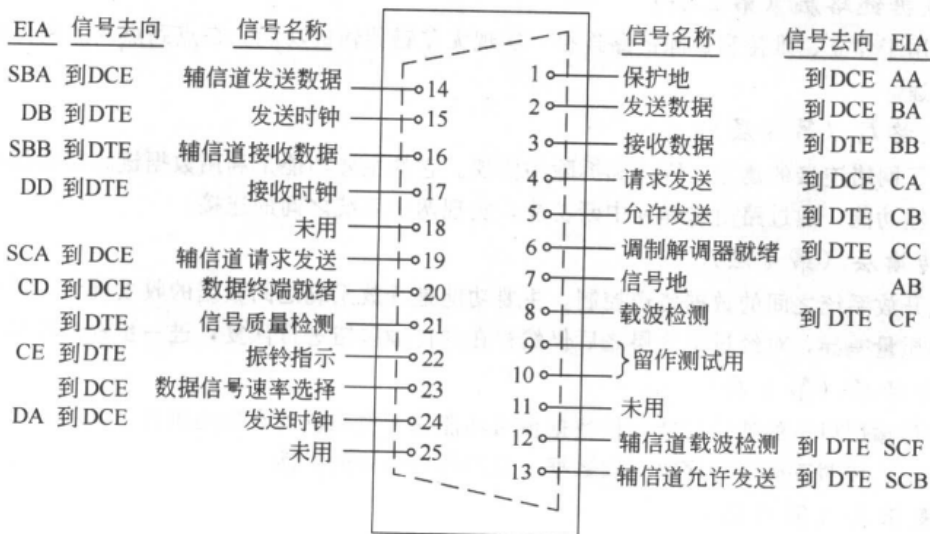 EIA 信号去向 信号名称
SBA 到DCE 辅信道发送数据 14
DB 到DTE 发送时钟 15
SBB 到DTE 辅信道接收数据 16
DD 到DTE 接收时钟 17
未用 18
SCA 到DCE 辅信道请求发送 19
CD 到DCE 数据终端就绪 20
到DTE 信号质量检测 21
CE 到DTE 振铃指示 22
到DCE 数据信号速率选择 23
DA 到DCE 发送时钟 24
未用 25
信号名称 信号去向 EIA
1 保护地 到DCE AA
2 发送数据 到DCE BA
3 接收数据 到DTE BB
4 请求发送 到DCE CA
5 允许发送 到DTE CB
6 调制解调器就绪 到DTE CC
7 信号地 AB
8 载波检测 到DTE CF
9
10 留作测试用
11 未用
12 辅信道载波检测 到 DTE SCF
13 辅信道允许发送 到 DTE SCB